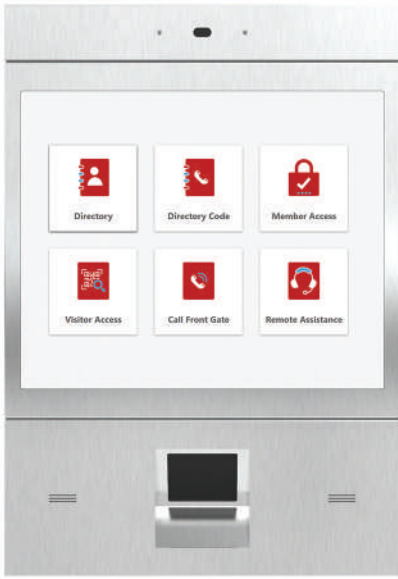 Directory
Directory Code
Member Access
Visitor Access
Call Front Gate
Remote Assistance